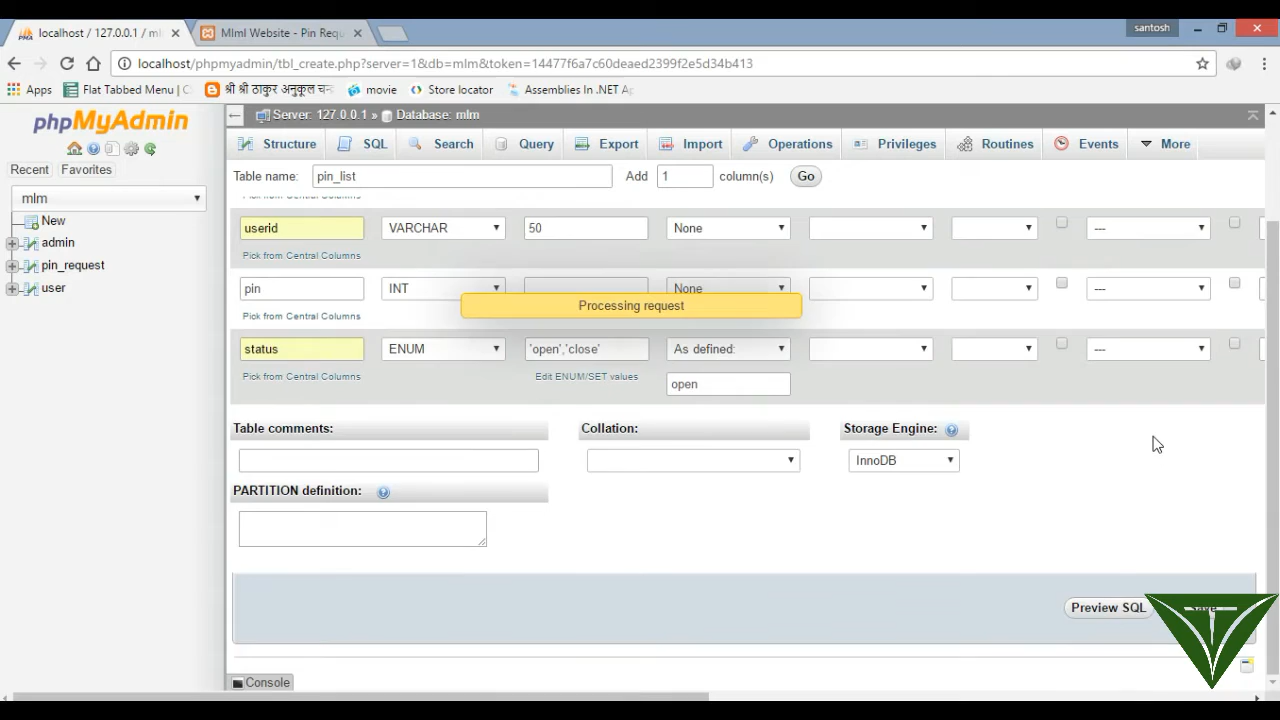 localhost / 127.0.0.1 / ml
Mlml Website - Pin Requ
santosh
localhost/phpmyadmin/tbl_create.php?server=1&db=mlm&token=14477f6a7c60deaed2399f2e5d34b413
Apps
Flat Tabbed Menu | C
श्री श्री ठाकुर अनुकूल चन
movie
Store locator
Assemblies In .NET Ap
phpMyAdmin
Recent
Favorites
mlm
New
admin
pin_request
user
Server: 127.0.0.1 » Database: mlm
Structure
SQL
Search
Query
Export
Import
Operations
Privileges
Routines
Events
More
Table name:
pin_list
Add
1
column(s)
Go
Pick from Central Columns
userid
VARCHAR
50
None
---
Pick from Central Columns
pin
INT
None
---
Processing request
Pick from Central Columns
status
ENUM
'open','close'
As defined:
---
Pick from Central Columns
Edit ENUM/SET values
open
Table comments:
Collation:
Storage Engine:
InnoDB
PARTITION definition:
Preview SQL
Console